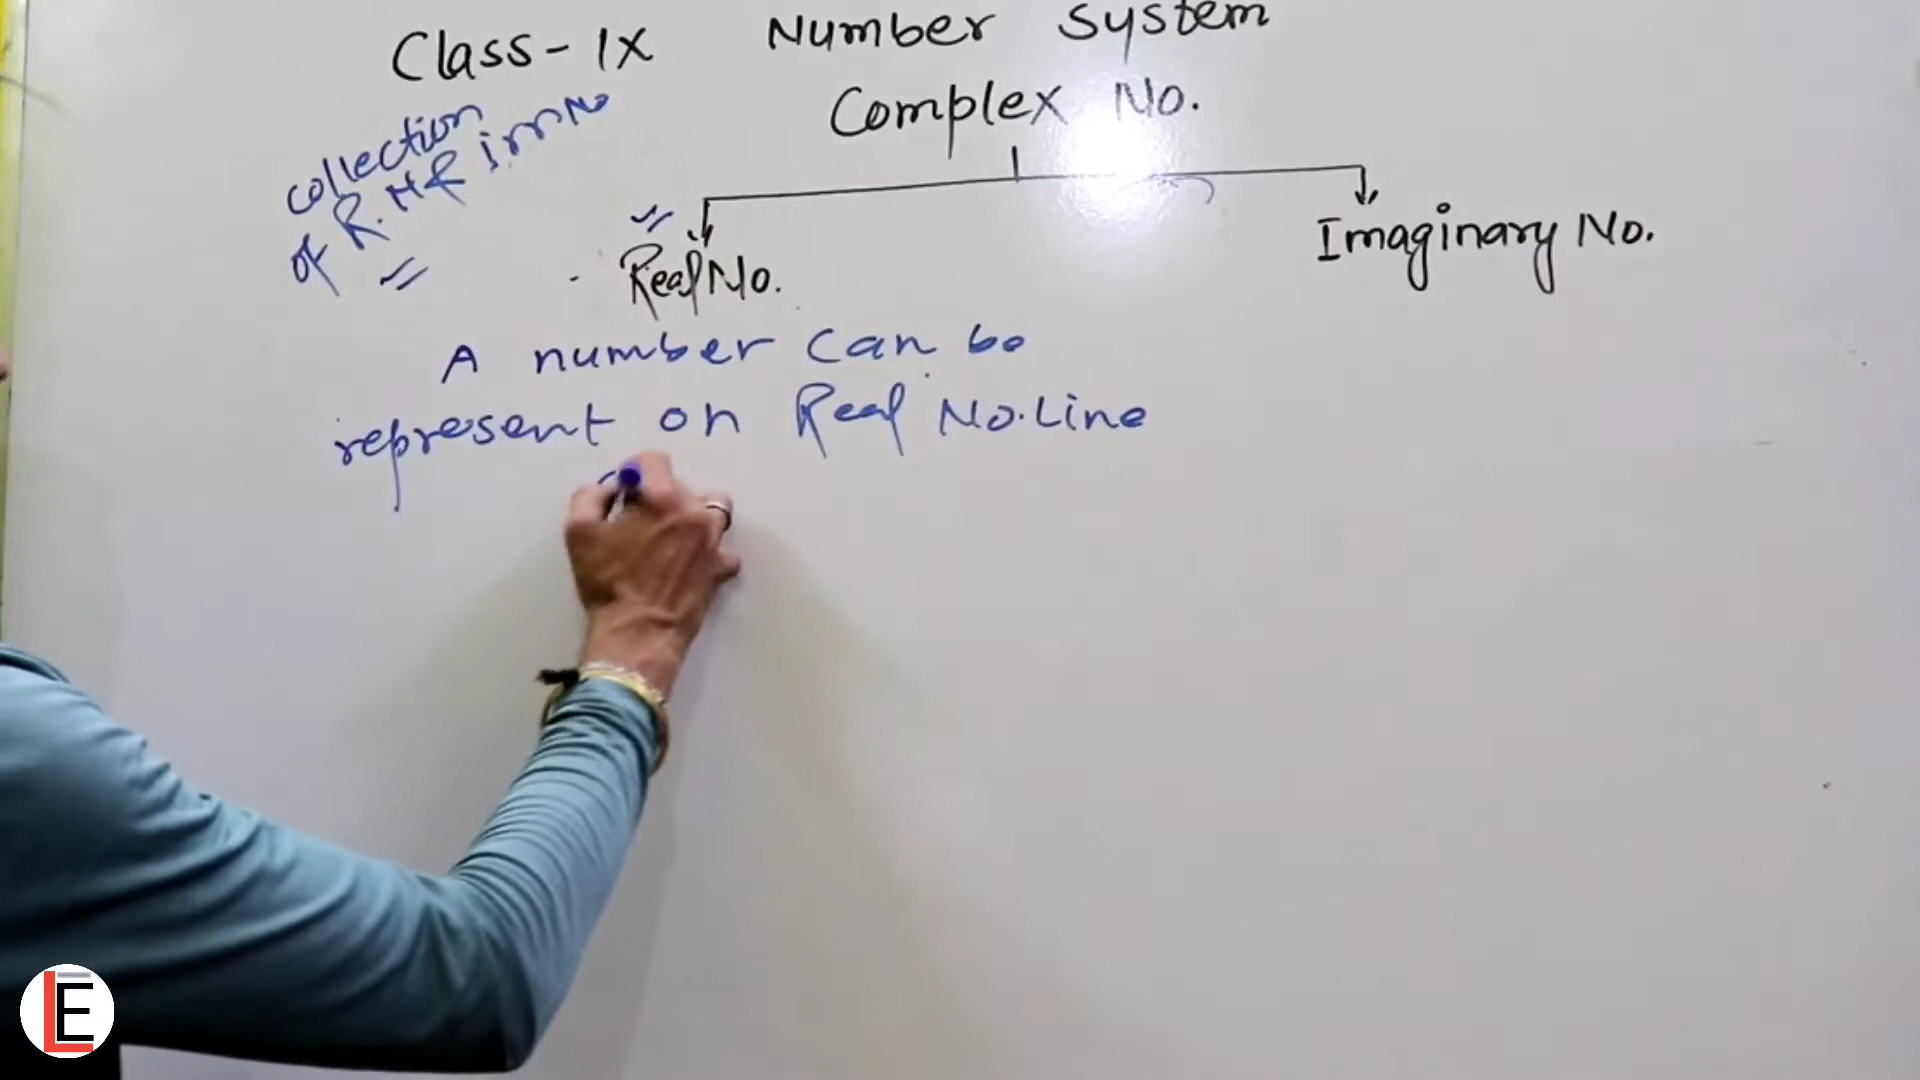 Class-IX Number System
Complex No.
collection
of R.N & irr No
Real No.
Imaginary No.
A number can be
represent on Real No.Line
LE